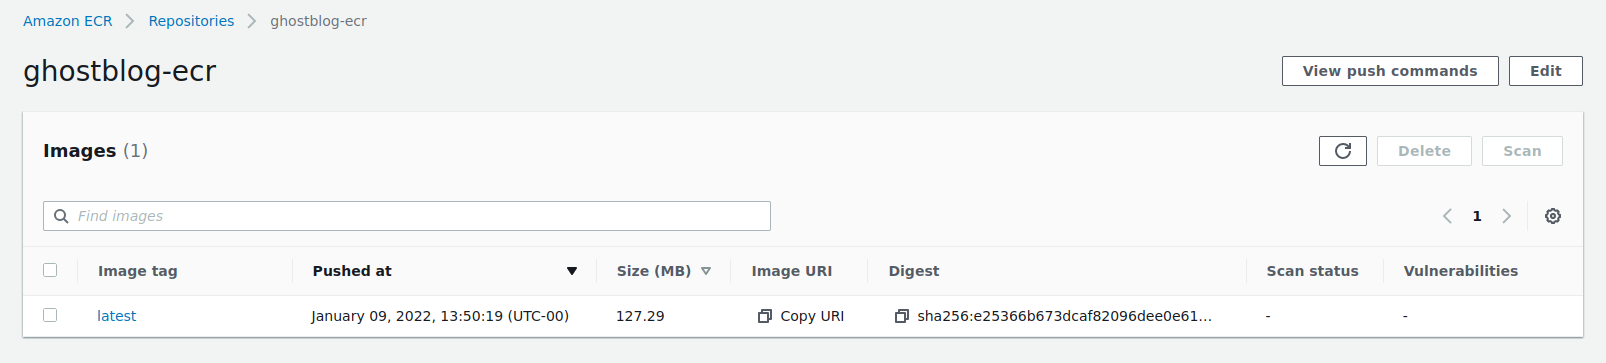 Amazon ECR > Repositories > ghostblog-ecr
ghostblog-ecr View push commands Edit
Images (1) Delete Scan
Find images 1
Image tag Pushed at Size (MB) Image URI Digest Scan status Vulnerabilities
latest January 09, 2022, 13:50:19 (UTC-00) 127.29 Copy URI sha256:e25366b673dcaf82096dee0e61... - -